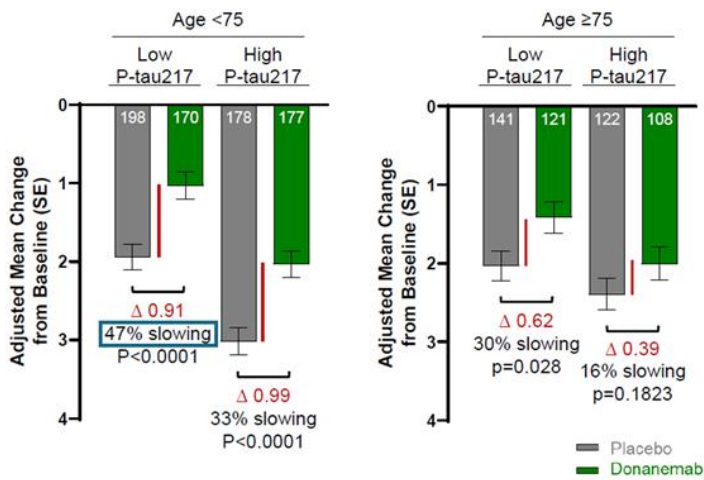 Age <75
Low
P-tau217
High
P-tau217
Adjusted Mean Change
from Baseline (SE)
0
1
2
3
4
198
170
178
177
Δ 0.91
47% slowing
P<0.0001
Δ 0.99
33% slowing
P<0.0001
Age ≥75
Low
P-tau217
High
P-tau217
Adjusted Mean Change
from Baseline (SE)
0
1
2
3
4
141
121
122
108
Δ 0.62
30% slowing
p=0.028
Δ 0.39
16% slowing
p=0.1823
Placebo
Donanemab